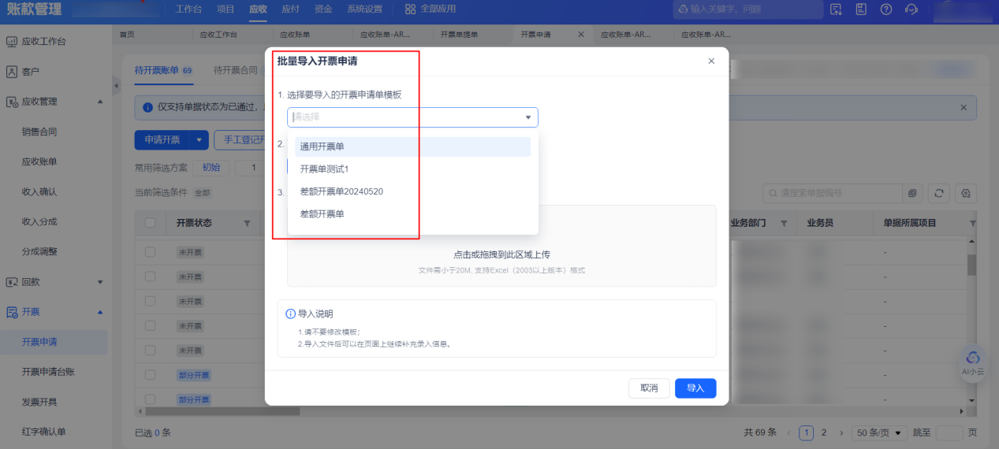 账款管理
工作台 项目 应收 应付 资金 系统设置 全部应用
输入关键字、问题
首页 应收工作台 应收账单 应收账单-AR... 开票单提单 开票申请 应收账单-AR... 应收账单-AR...
应收工作台
客户
应收管理
销售合同
应收账单
收入确认
收入分成
分成调整
回款
开票
开票申请
开票申请台账
发票开具
红字确认单
待开票账单 69 待开票合同
仅支持单据状态为已通过,
申请开票 手工登记开
常用筛选方案 初始 1
当前筛选条件 全部
请搜索单据编号
开票状态 业务部门 业务员 单据所属项目
未开票 -
未开票 -
未开票 -
未开票 -
未开票 -
部分开票 -
部分开票 -
已选 0 条
共 69 条 1 2 50 条/页 跳至 页
AI小云
批量导入开票申请
1. 选择要导入的开票申请单模板
请选择
2.
通用开票单
开票单测试1
3.
差额开票单20240520
差额开票单
点击或拖拽到此区域上传
文件需小于20M, 支持Excel(2003以上版本)格式
导入说明
1.请不要修改模板;
2.导入文件后可以在页面上继续补充录入信息。
取消 导入